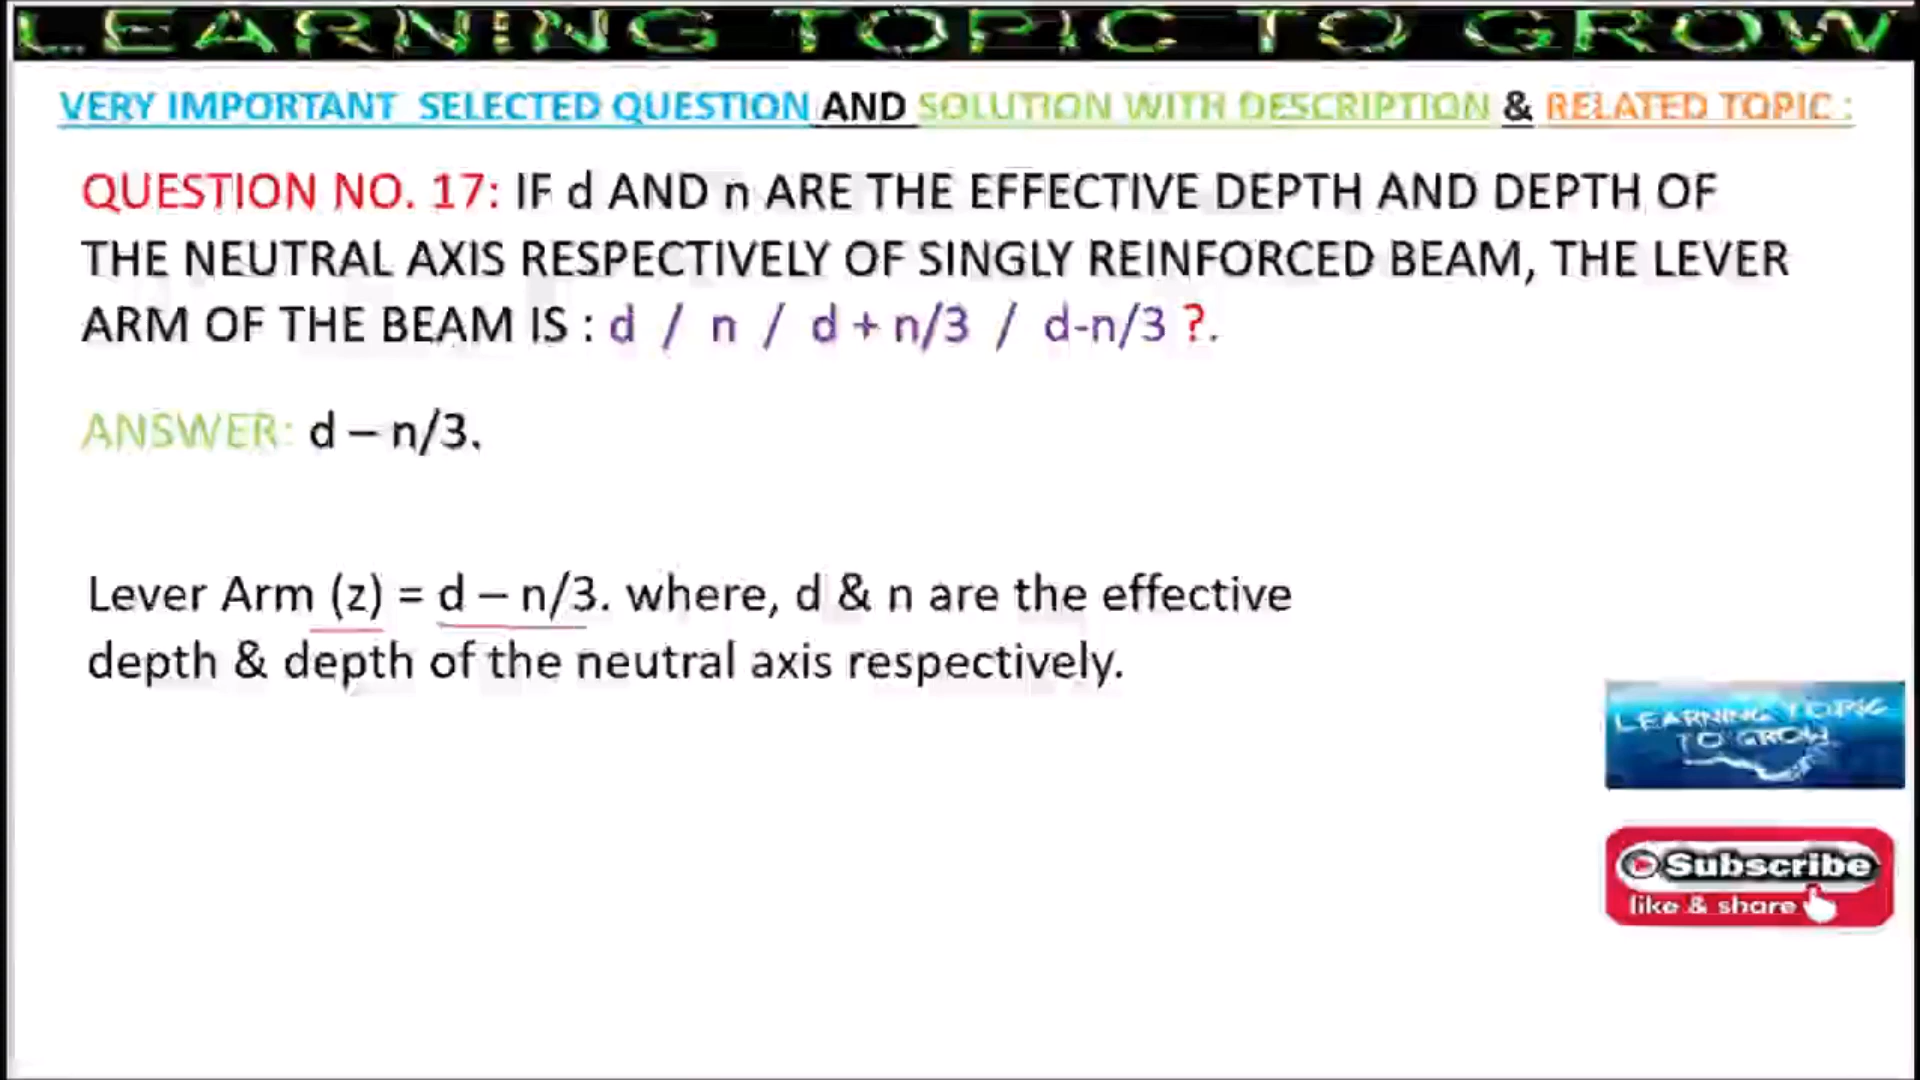 LEARNING TOPIC TO GROW
VERY IMPORTANT SELECTED QUESTION AND SOLUTION WITH DESCRIPTION & RELATED TOPIC :
QUESTION NO. 17: IF d AND n ARE THE EFFECTIVE DEPTH AND DEPTH OF
THE NEUTRAL AXIS RESPECTIVELY OF SINGLY REINFORCED BEAM, THE LEVER
ARM OF THE BEAM IS : d / n / d + n/3 / d-n/3 ?.
ANSWER: d – n/3.
Lever Arm (z) = d – n/3. where, d & n are the effective
depth & depth of the neutral axis respectively.
LEARNING TOPIC
TO GROW
Subscribe
like & share